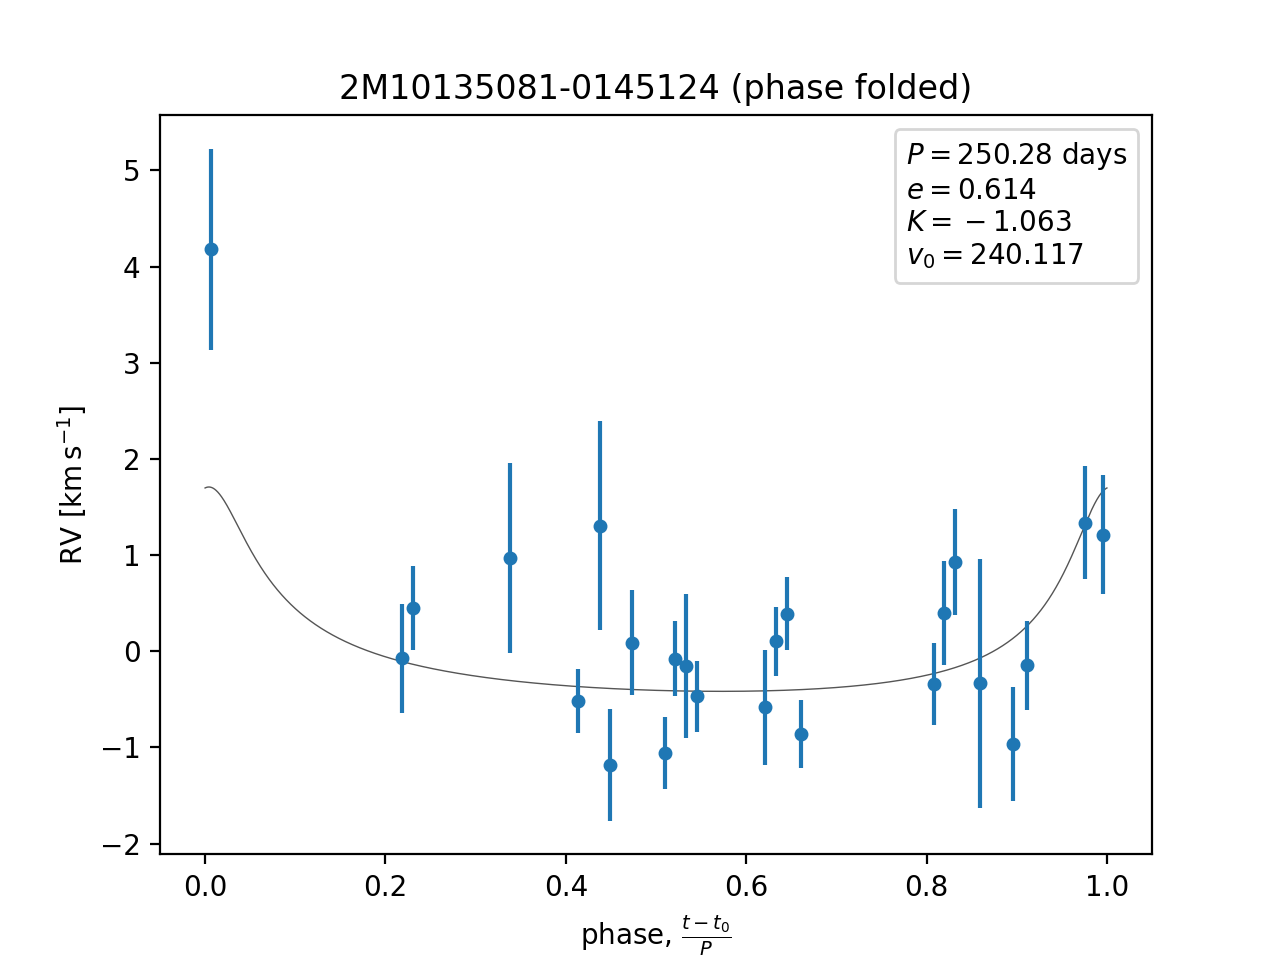 2M10135081-0145124 (phase folded)
P = 250.28 days
e = 0.614
K = −1.063
v₀ = 240.117
5
4
3
2
1
0
−1
−2
RV [km s⁻¹]
0.0 0.2 0.4 0.6 0.8 1.0
phase, (t − t₀)/P